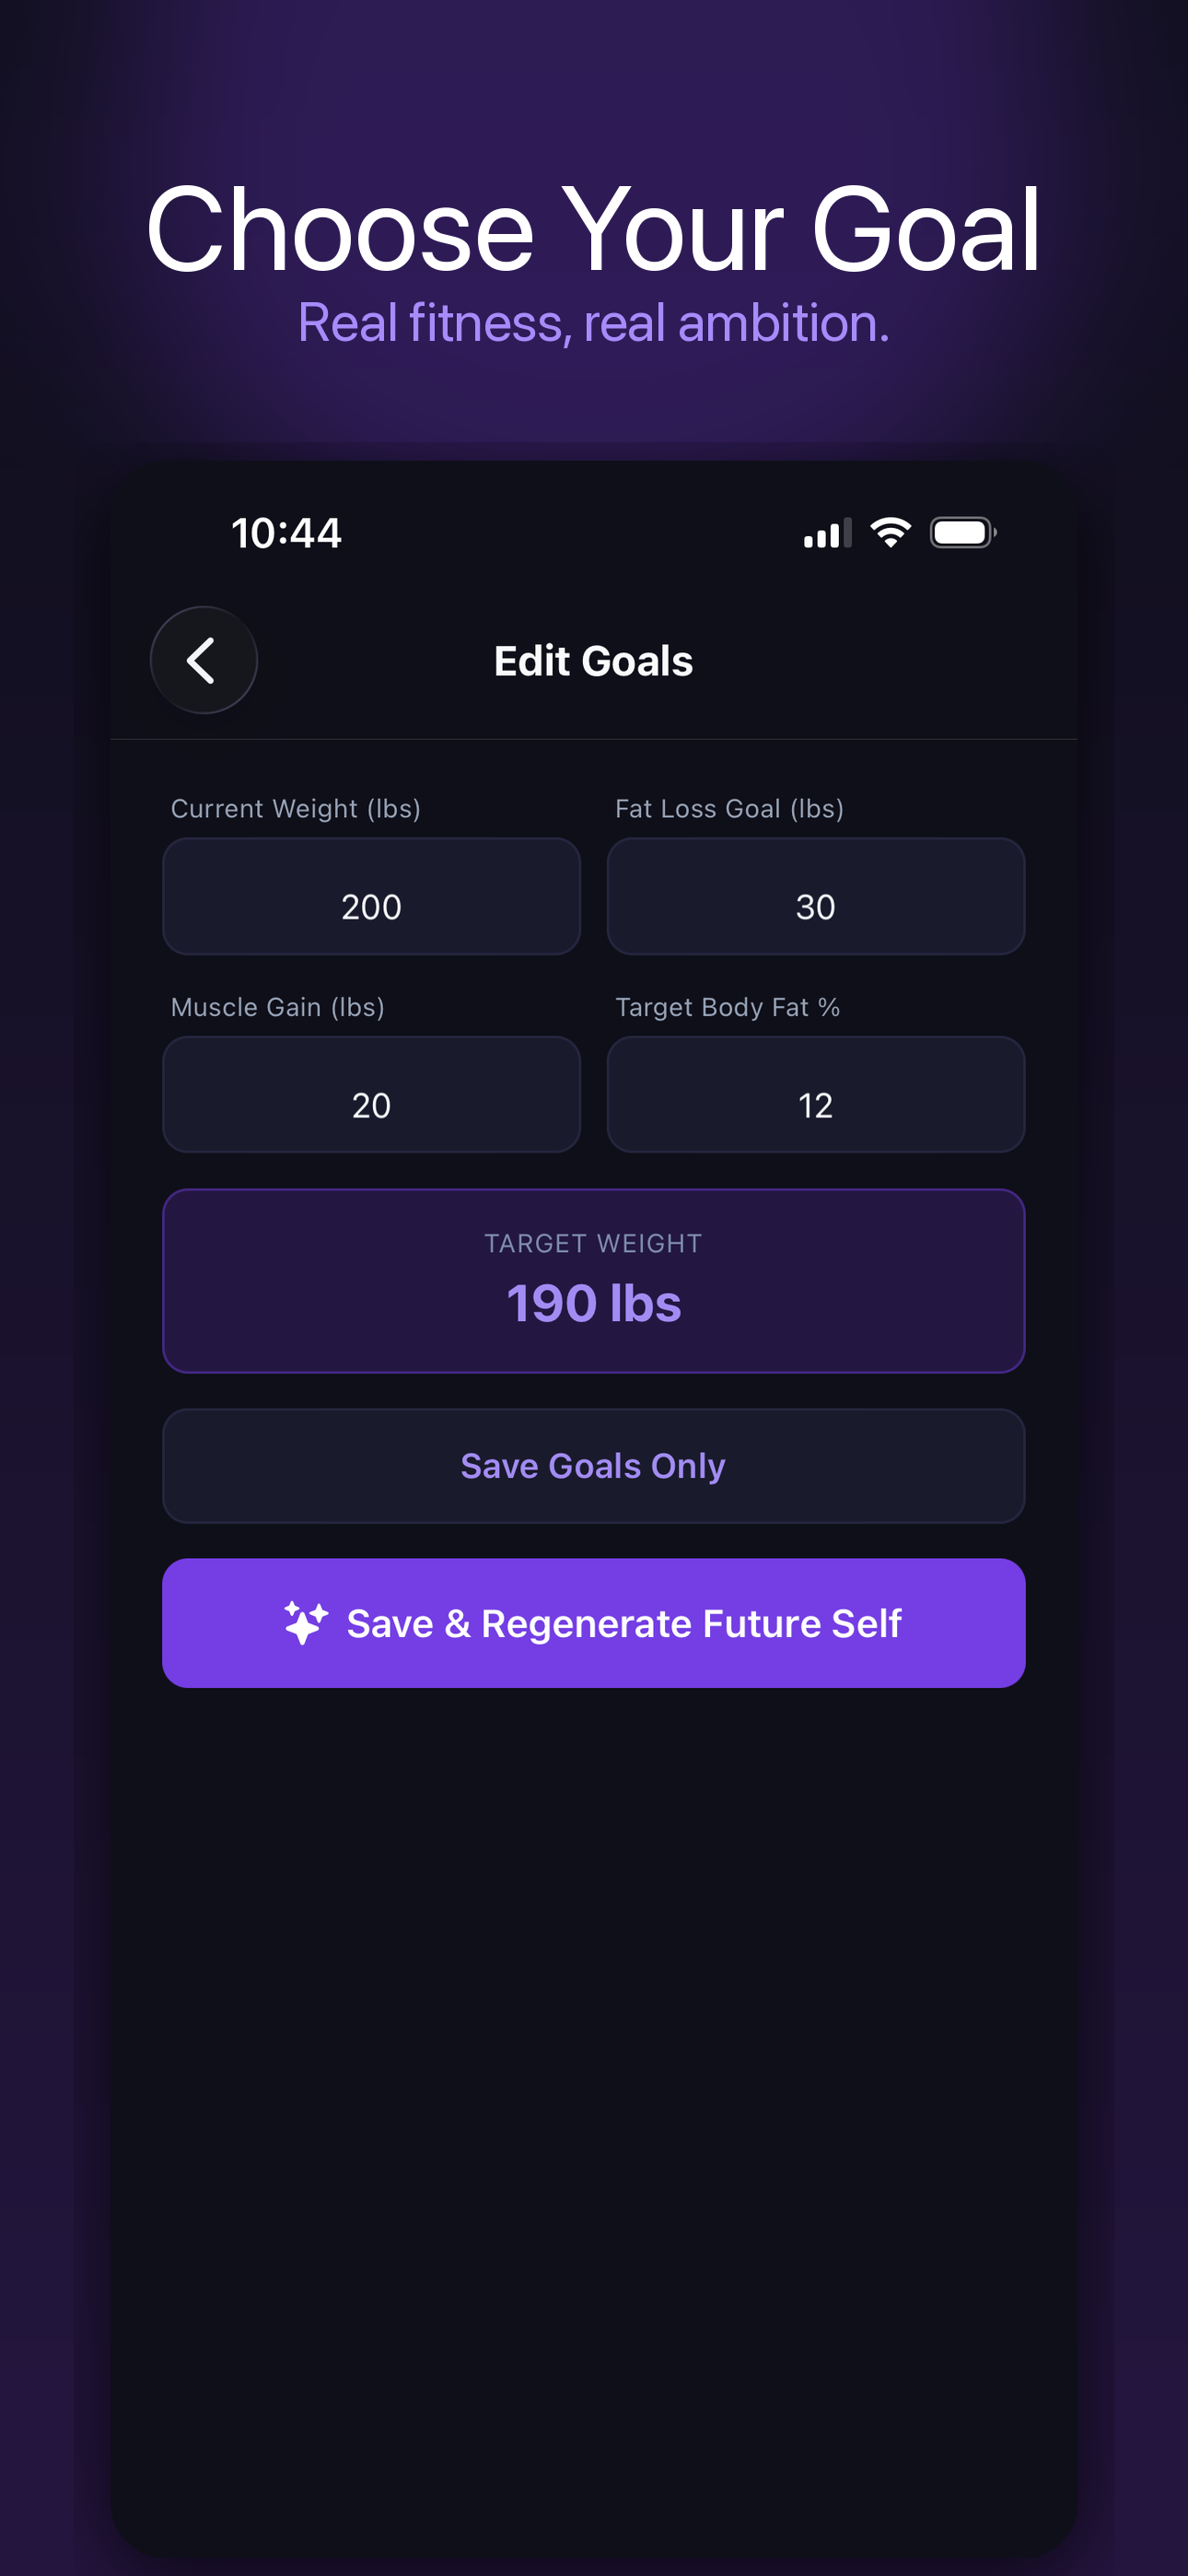 Choose Your Goal
Real fitness, real ambition.
10:44
Edit Goals
Current Weight (lbs)
Fat Loss Goal (lbs)
200
30
Muscle Gain (lbs)
Target Body Fat %
20
12
TARGET WEIGHT
190 lbs
Save Goals Only
Save & Regenerate Future Self